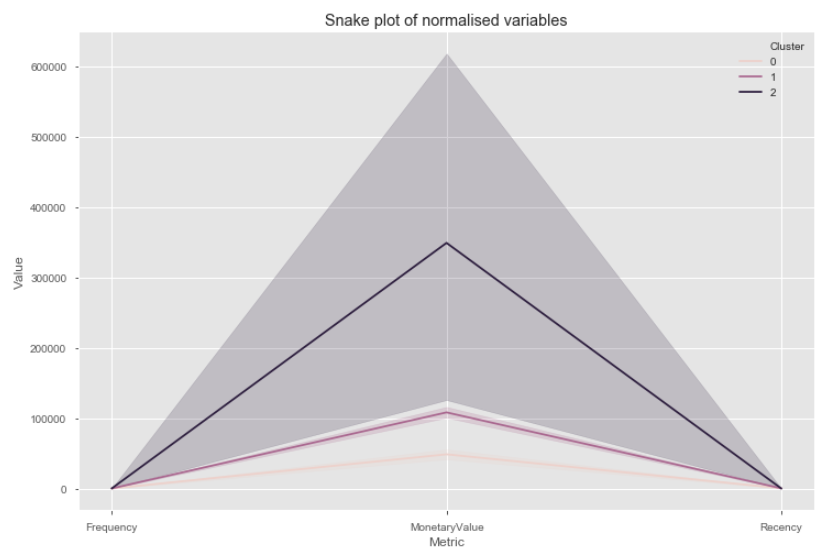 Snake plot of normalised variables
Cluster
0
1
2
600000
500000
400000
300000
200000
100000
0
Value
Frequency
MonetaryValue
Recency
Metric